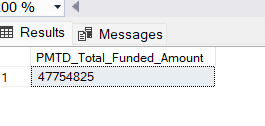 00 %
Results Messages
PMTD_Total_Funded_Amount
1 47754825